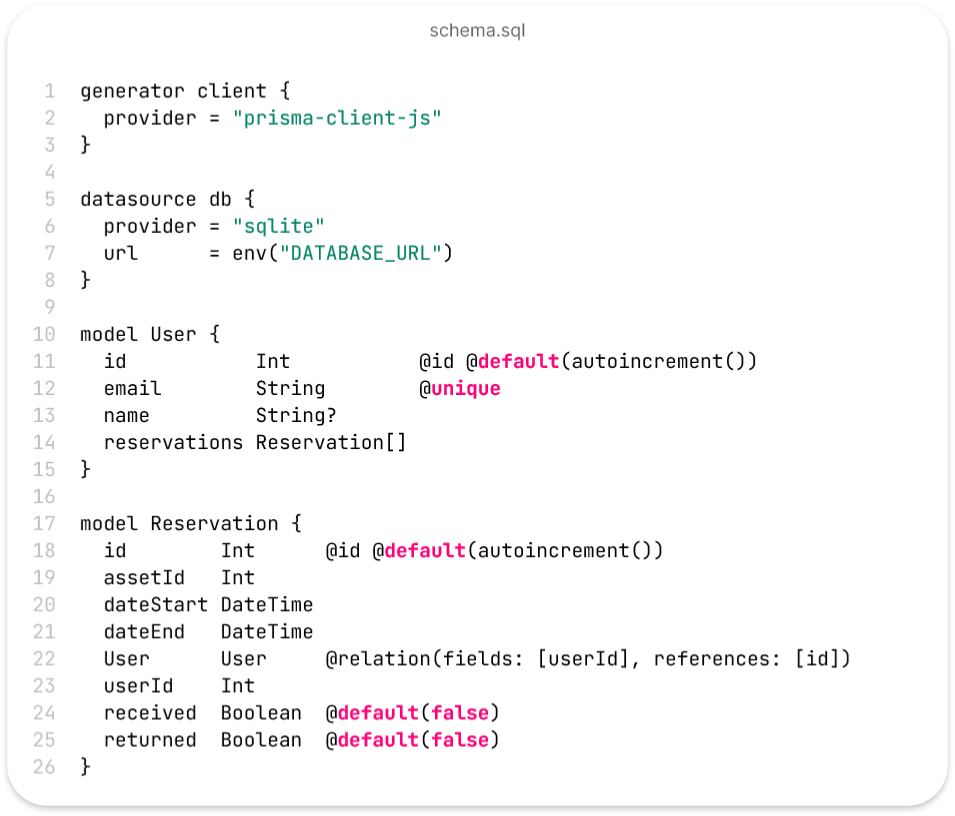 schema.sql
1 generator client {
2   provider = "prisma-client-js"
3 }
4
5 datasource db {
6   provider = "sqlite"
7   url      = env("DATABASE_URL")
8 }
9
10 model User {
11   id           Int           @id @default(autoincrement())
12   email        String        @unique
13   name         String?
14   reservations Reservation[]
15 }
16
17 model Reservation {
18   id        Int      @id @default(autoincrement())
19   assetId   Int
20   dateStart DateTime
21   dateEnd   DateTime
22   User      User     @relation(fields: [userId], references: [id])
23   userId    Int
24   received  Boolean  @default(false)
25   returned  Boolean  @default(false)
26 }